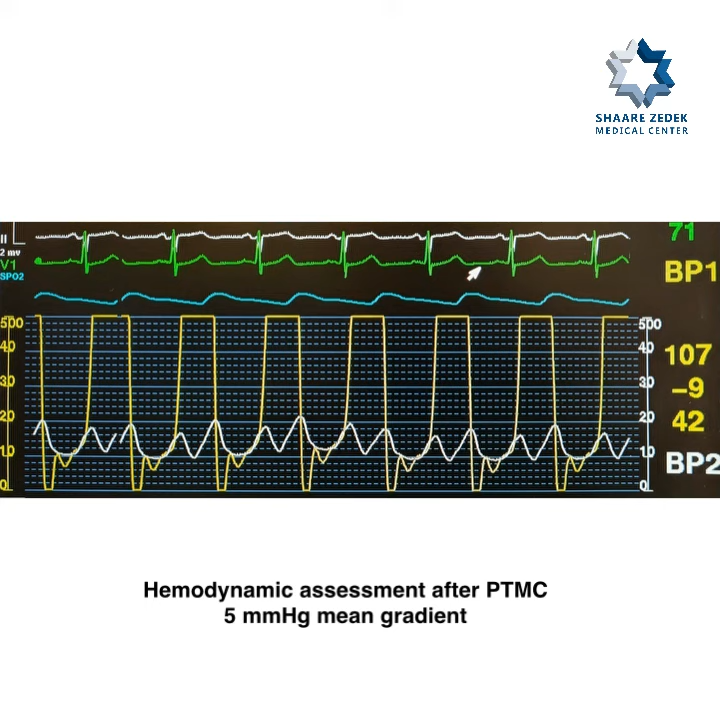 SHAARE ZEDEK
MEDICAL CENTER
II
2 mv
V1
SPO2
71
BP1
500
40
30
20
10
0
500
40
30
20
10
0
107
-9
42
BP2
Hemodynamic assessment after PTMC
5 mmHg mean gradient